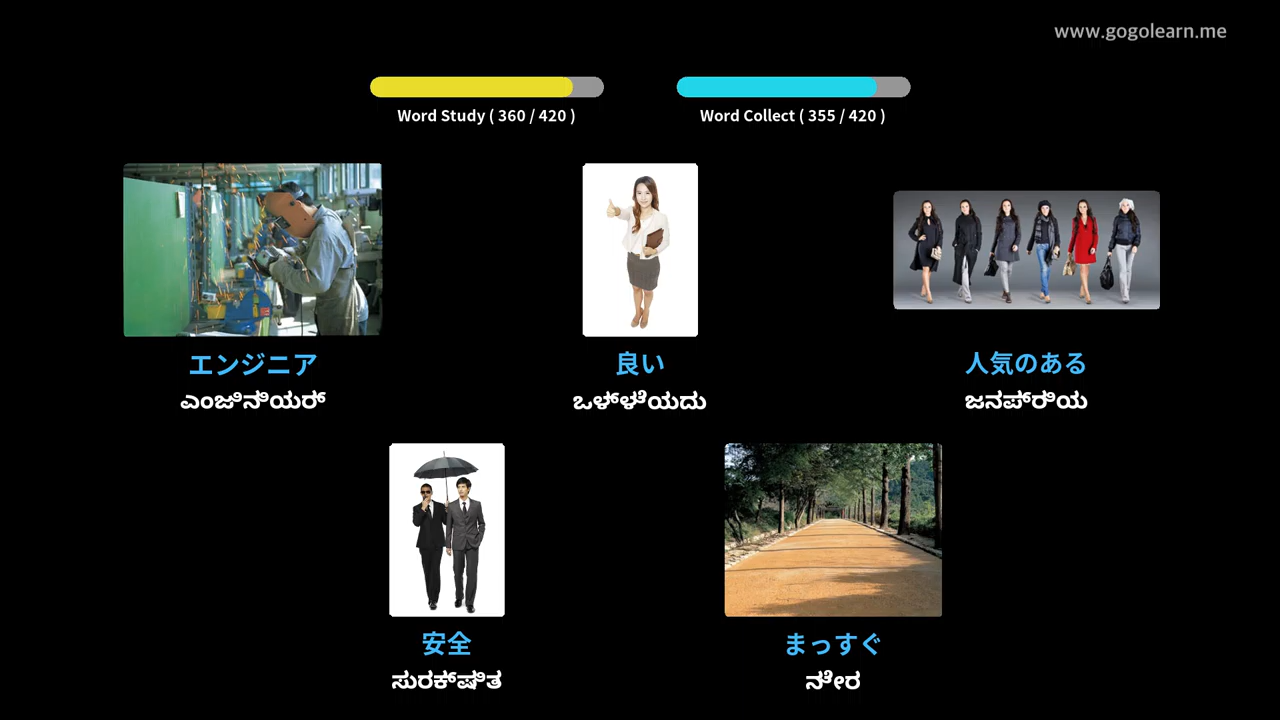 www.gogolearn.me
Word Study ( 360 / 420 )
Word Collect ( 355 / 420 )
エンジニア
ಎಂಜಿನಿಯರ್
良い
ಒಳ್ಳೆಯದು
人気のある
ಜನಪ್ರಿಯ
安全
ಸುರಕ್ಷಿತ
まっすぐ
ನೇರ